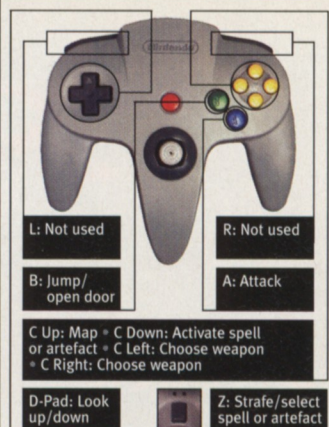 Nintendo
L: Not used
R: Not used
B: Jump/
open door
A: Attack
C Up: Map • C Down: Activate spell
or artefact • C Left: Choose weapon
• C Right: Choose weapon
D-Pad: Look
up/down
Z: Strafe/select
spell or artefact